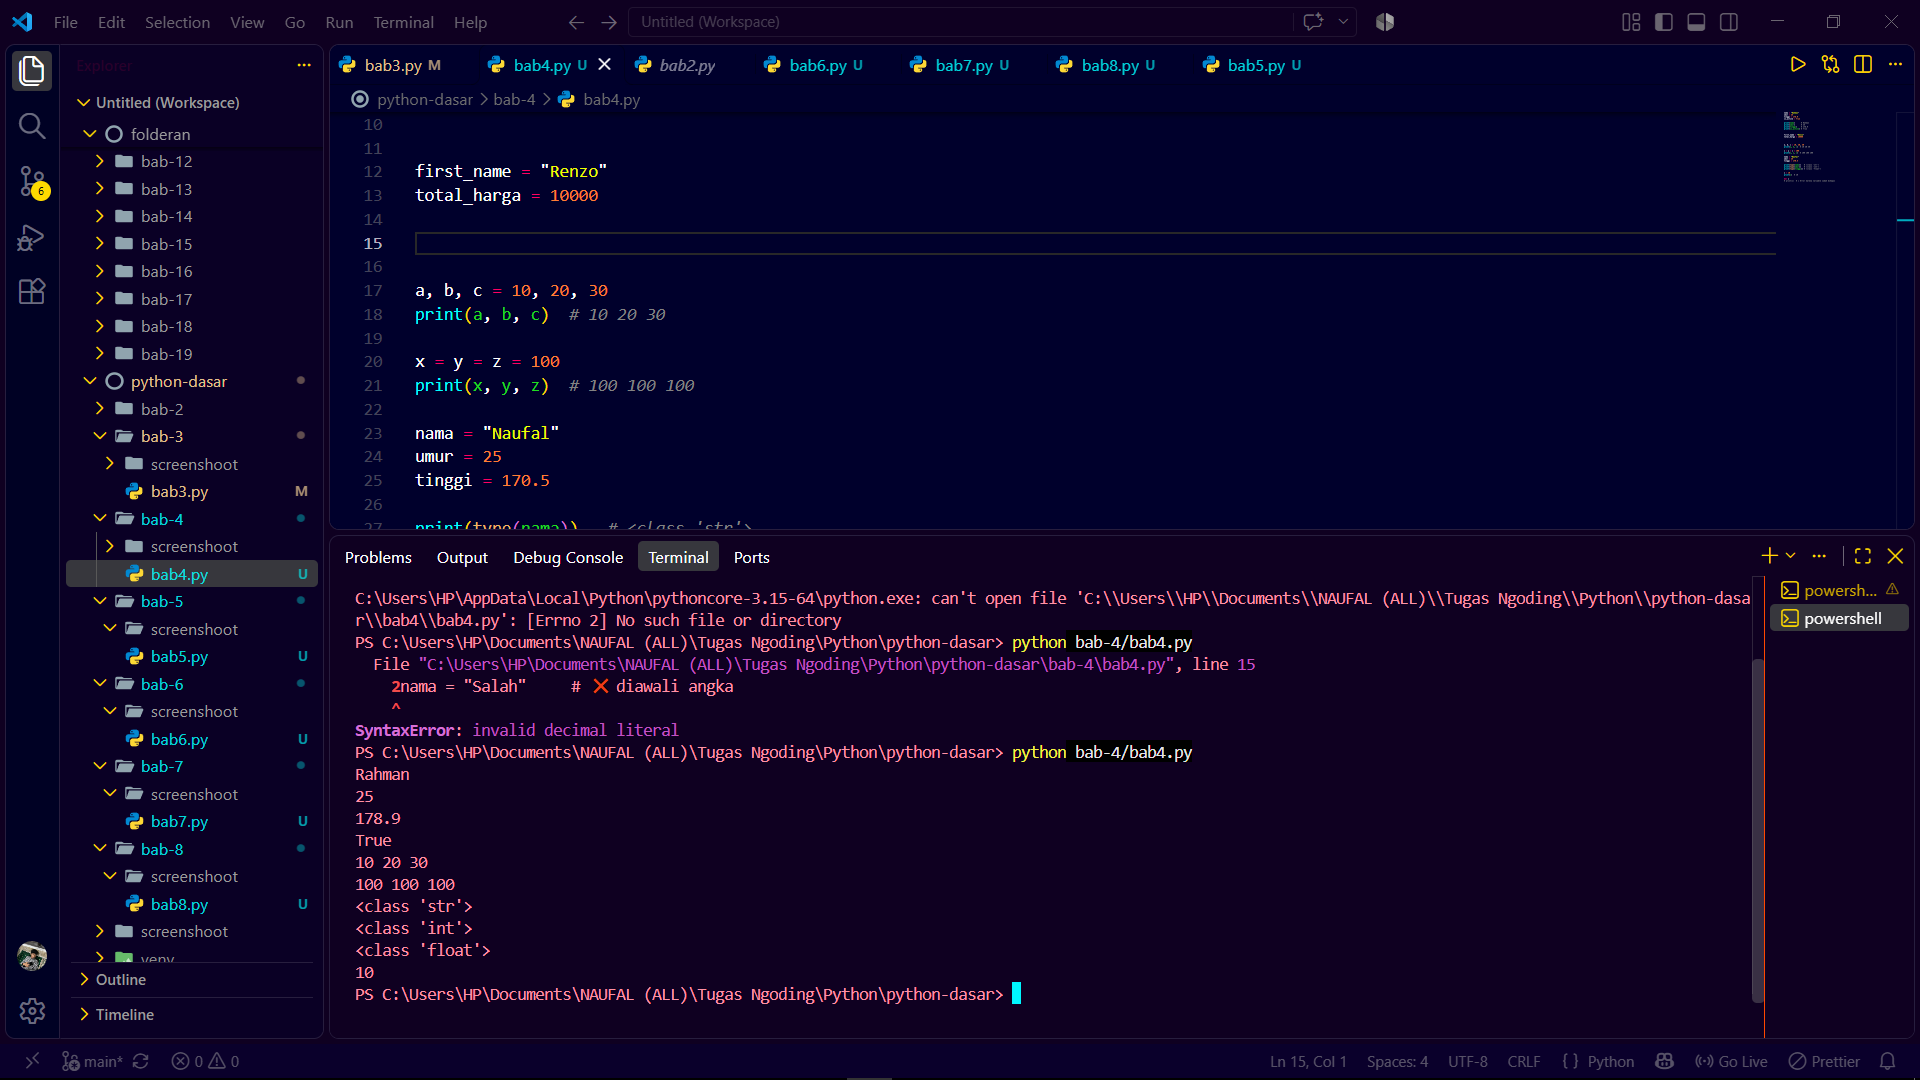 File Edit Selection View Go Run Terminal Help
Untitled (Workspace)
Explorer
Untitled (Workspace)
folderan
bab-12
bab-13
bab-14
bab-15
bab-16
bab-17
bab-18
bab-19
python-dasar
bab-2
bab-3
screenshoot
bab3.py M
bab-4
screenshoot
bab4.py U
bab-5
screenshoot
bab5.py U
bab-6
screenshoot
bab6.py U
bab-7
screenshoot
bab7.py U
bab-8
screenshoot
bab8.py U
screenshoot
venv
Outline
Timeline
6
bab3.py M bab4.py U bab2.py bab6.py U bab7.py U bab8.py U bab5.py U
python-dasar > bab-4 > bab4.py
10
11
12 first_name = "Renzo"
13 total_harga = 10000
14
15
16
17 a, b, c = 10, 20, 30
18 print(a, b, c)  # 10 20 30
19
20 x = y = z = 100
21 print(x, y, z)  # 100 100 100
22
23 nama = "Naufal"
24 umur = 25
25 tinggi = 170.5
26
27 print(type(nama))   # <class 'str'>
Problems Output Debug Console Terminal Ports
C:\Users\HP\AppData\Local\Python\pythoncore-3.15-64\python.exe: can't open file 'C:\\Users\\HP\\Documents\\NAUFAL (ALL)\\Tugas Ngoding\\Python\\python-dasa
r\\bab4\\bab4.py': [Errno 2] No such file or directory
PS C:\Users\HP\Documents\NAUFAL (ALL)\Tugas Ngoding\Python\python-dasar> python bab-4/bab4.py
File "C:\Users\HP\Documents\NAUFAL (ALL)\Tugas Ngoding\Python\python-dasar\bab-4\bab4.py", line 15
2nama = "Salah"     # ❌ diawali angka
^
SyntaxError: invalid decimal literal
PS C:\Users\HP\Documents\NAUFAL (ALL)\Tugas Ngoding\Python\python-dasar> python bab-4/bab4.py
Rahman
25
178.9
True
10 20 30
100 100 100
<class 'str'>
<class 'int'>
<class 'float'>
10
PS C:\Users\HP\Documents\NAUFAL (ALL)\Tugas Ngoding\Python\python-dasar>
powersh...
powershell
main* 0 0 Ln 15, Col 1 Spaces: 4 UTF-8 CRLF { } Python Go Live Prettier